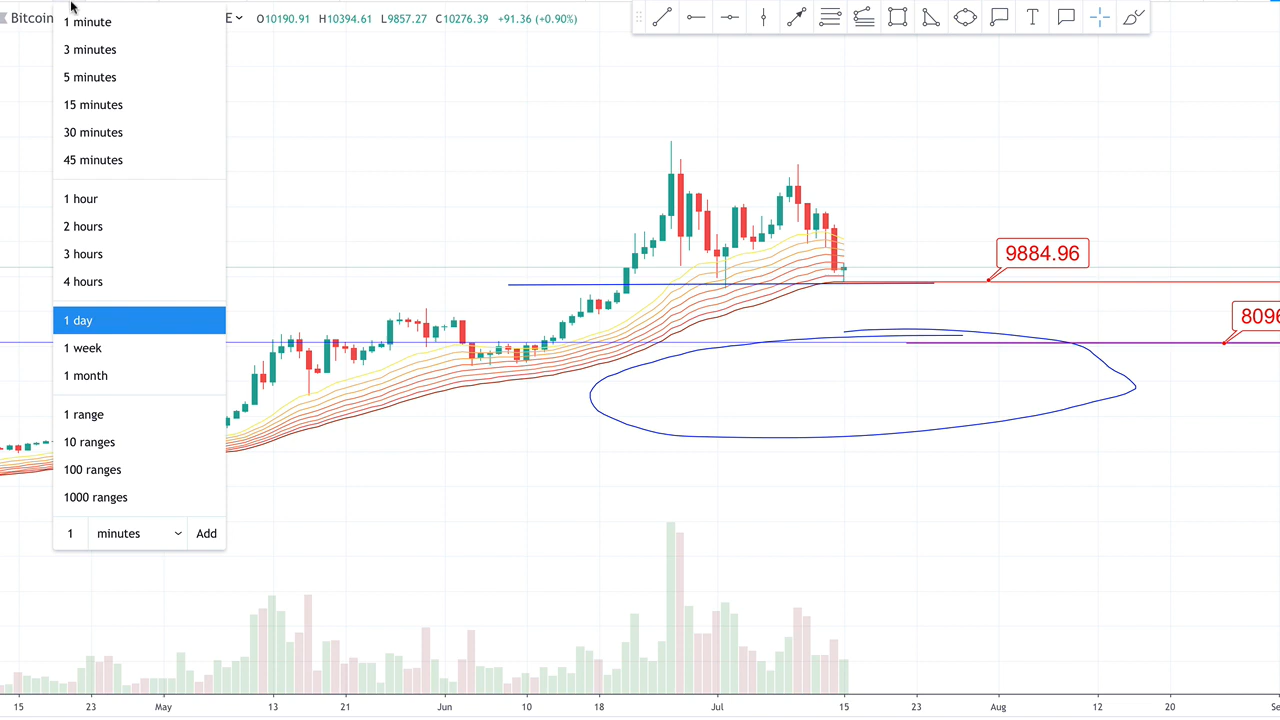 Bitcoin E O10190.91 H10394.61 L9857.27 C10276.39 +91.36 (+0.90%)
1 minute
3 minutes
5 minutes
15 minutes
30 minutes
45 minutes
1 hour
2 hours
3 hours
4 hours
1 day
1 week
1 month
1 range
10 ranges
100 ranges
1000 ranges
1 minutes Add
9884.96
8096
15 23 May 13 21 Jun 10 18 Jul 15 23 Aug 12 20 Se